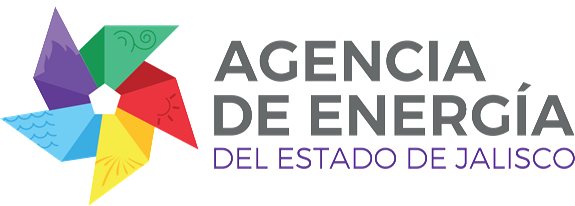 AGENCIA
DE ENERGÍA
DEL ESTADO DE JALISCO